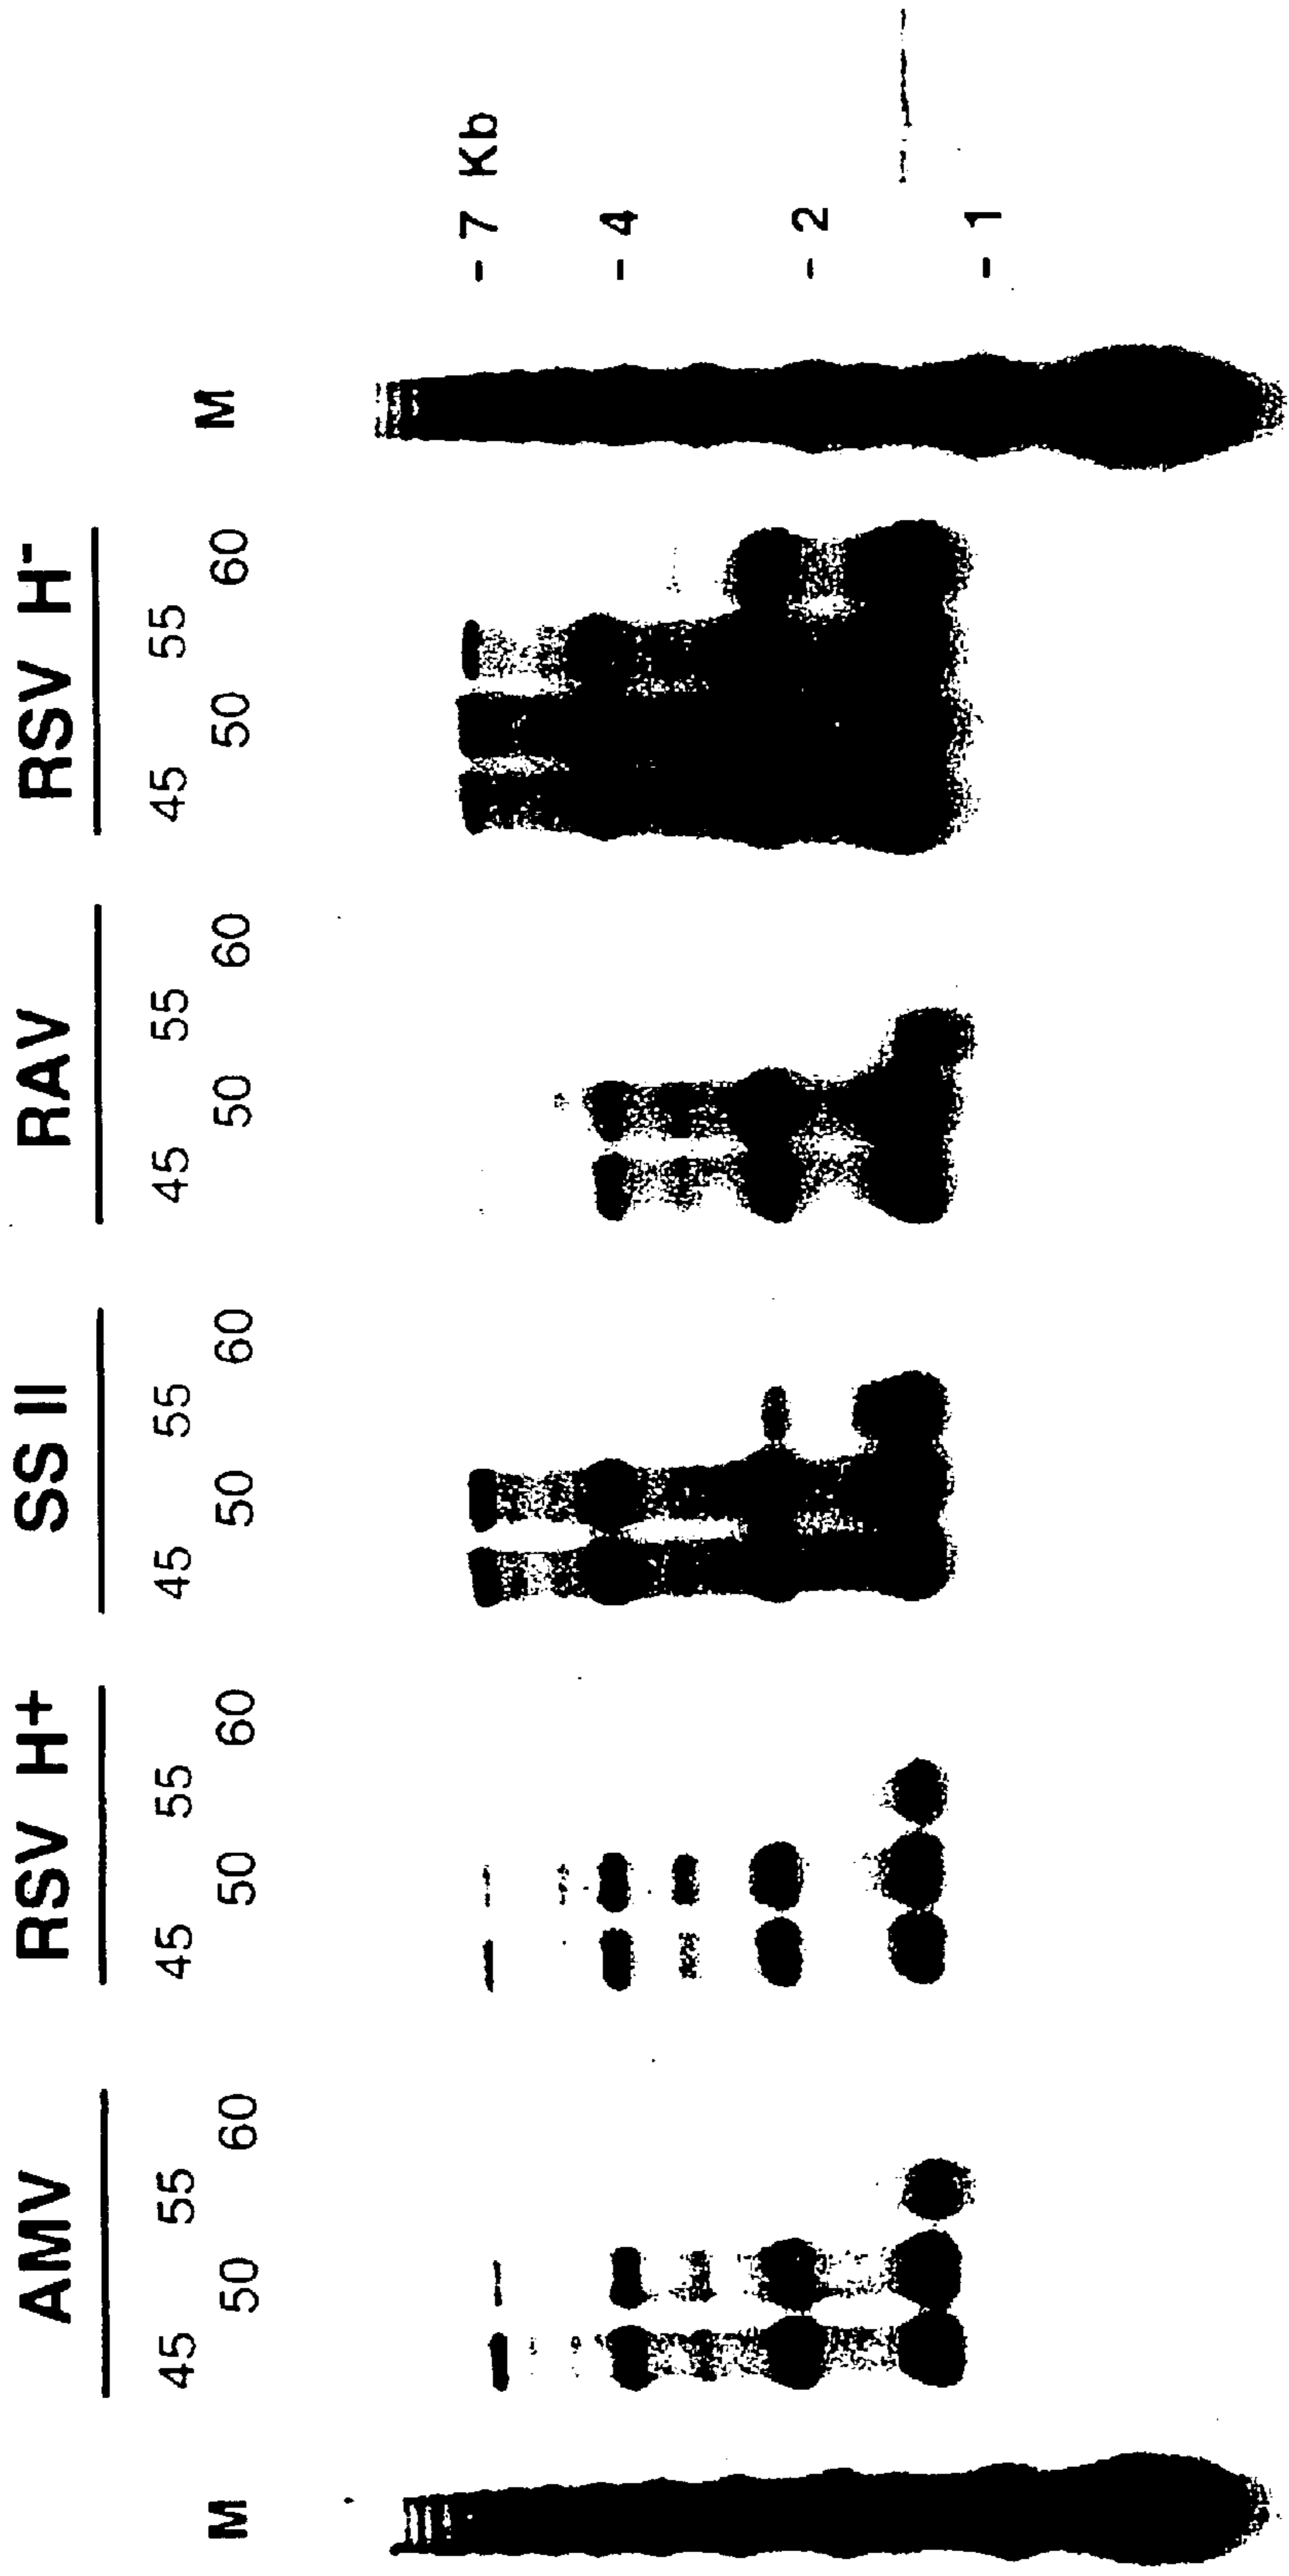 AMV RSV H+ SS II RAV RSV H-
M 45 50 55 60 45 50 55 60 45 50 55 60 45 50 55 60 45 50 55 60 M
- 7 Kb
- 4
- 2
- 1